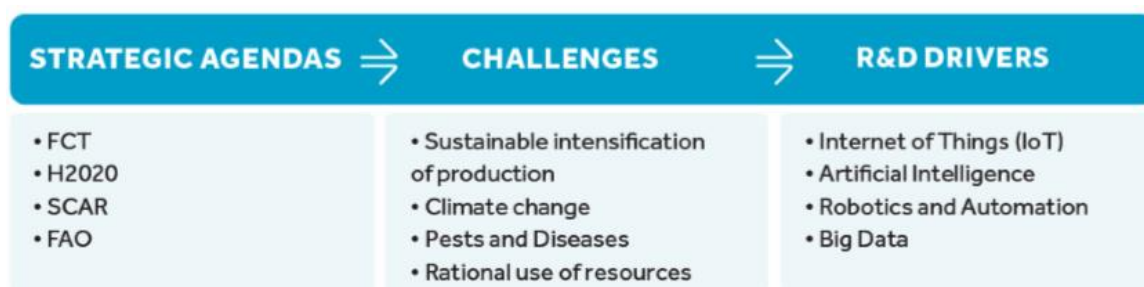 STRATEGIC AGENDAS ⇒ CHALLENGES ⇒ R&D DRIVERS
• FCT
• H2020
• SCAR
• FAO
• Sustainable intensification
of production
• Climate change
• Pests and Diseases
• Rational use of resources
• Internet of Things (IoT)
• Artificial Intelligence
• Robotics and Automation
• Big Data